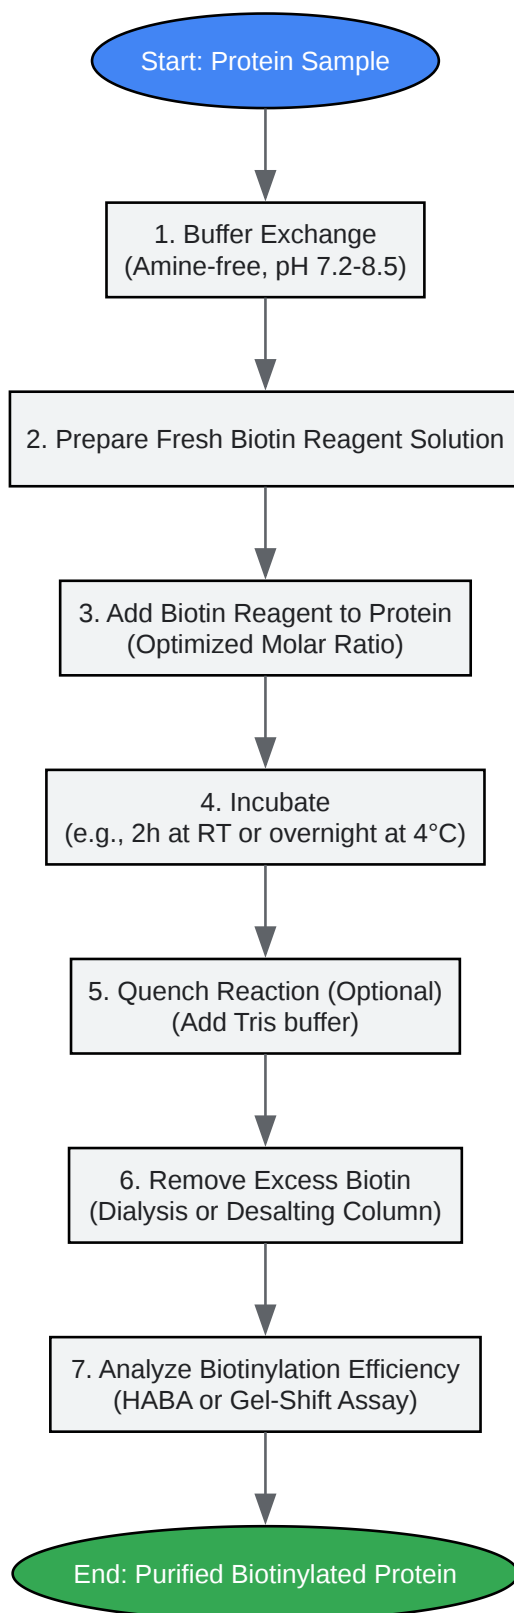 Start: Protein Sample
1. Buffer Exchange
(Amine-free, pH 7.2-8.5)
2. Prepare Fresh Biotin Reagent Solution
3. Add Biotin Reagent to Protein
(Optimized Molar Ratio)
4. Incubate
(e.g., 2h at RT or overnight at 4°C)
5. Quench Reaction (Optional)
(Add Tris buffer)
6. Remove Excess Biotin
(Dialysis or Desalting Column)
7. Analyze Biotinylation Efficiency
(HABA or Gel-Shift Assay)
End: Purified Biotinylated Protein